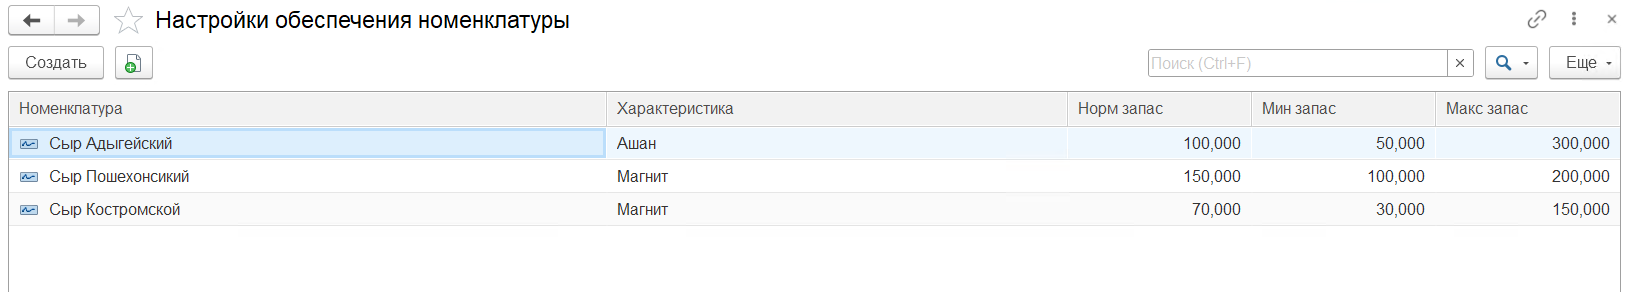 Настройки обеспечения номенклатуры
Создать
Поиск (Ctrl+F)
Еще
Номенклатура Характеристика Норм запас Мин запас Макс запас
Сыр Адыгейский Ашан 100,000 50,000 300,000
Сыр Пошехонсикий Магнит 150,000 100,000 200,000
Сыр Костромской Магнит 70,000 30,000 150,000